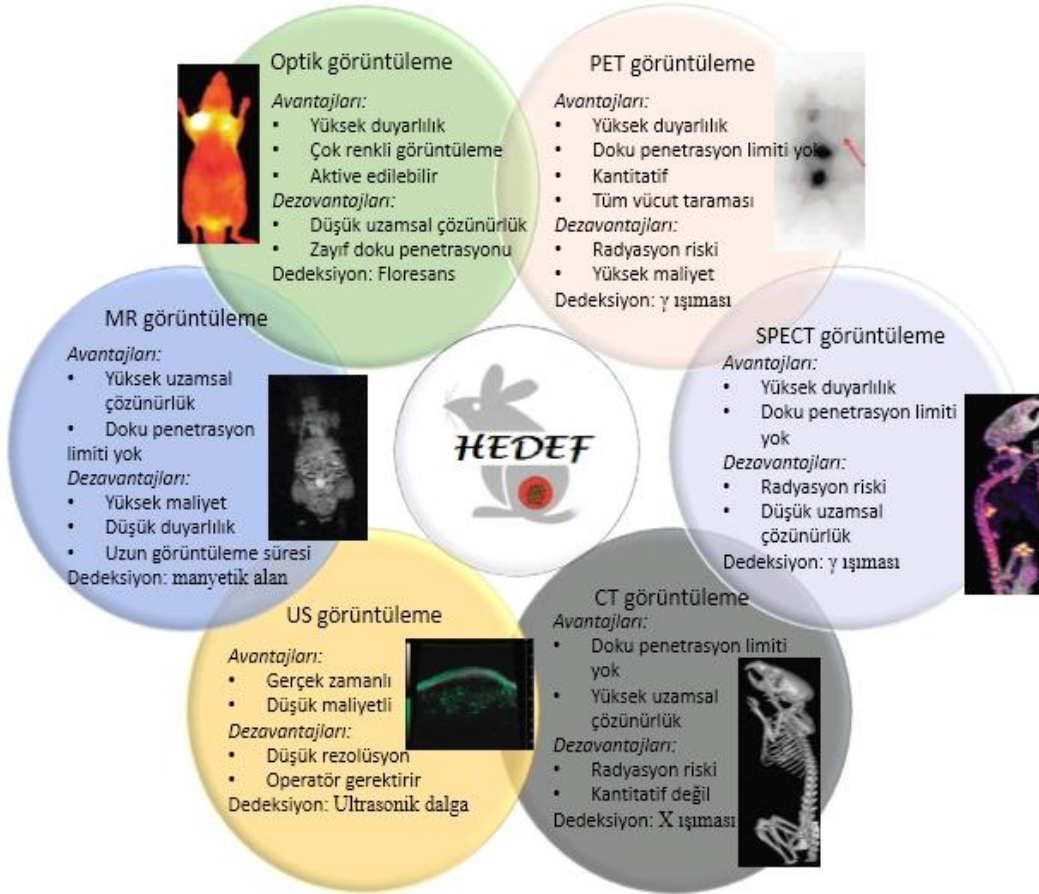 Optik görüntüleme
Avantajları:
• Yüksek duyarlılık
• Çok renkli görüntüleme
• Aktive edilebilir
Dezavantajları:
• Düşük uzamsal çözünürlük
• Zayıf doku penetrasyonu
Dedeksiyon: Floresans
PET görüntüleme
Avantajları:
• Yüksek duyarlılık
• Doku penetrasyon limiti yok
• Kantitatif
• Tüm vücut taraması
Dezavantajları:
• Radyasyon riski
• Yüksek maliyet
Dedeksiyon: γ ışıması
MR görüntüleme
Avantajları:
• Yüksek uzamsal
çözünürlük
• Doku penetrasyon
limiti yok
Dezavantajları:
• Yüksek maliyet
• Düşük duyarlılık
• Uzun görüntüleme süresi
Dedeksiyon: manyetik alan
HEDEF
SPECT görüntüleme
Avantajları:
• Yüksek duyarlılık
• Doku penetrasyon limiti
yok
Dezavantajları:
• Radyasyon riski
• Düşük uzamsal
çözünürlük
Dedeksiyon: γ ışıması
US görüntüleme
Avantajları:
• Gerçek zamanlı
• Düşük maliyetli
Dezavantajları:
• Düşük rezolüsyon
• Operatör gerektirir
Dedeksiyon: Ultrasonik dalga
CT görüntüleme
Avantajları:
• Doku penetrasyon limiti
yok
• Yüksek uzamsal
çözünürlük
Dezavantajları:
• Radyasyon riski
• Kantitatif değil
Dedeksiyon: X ışıması